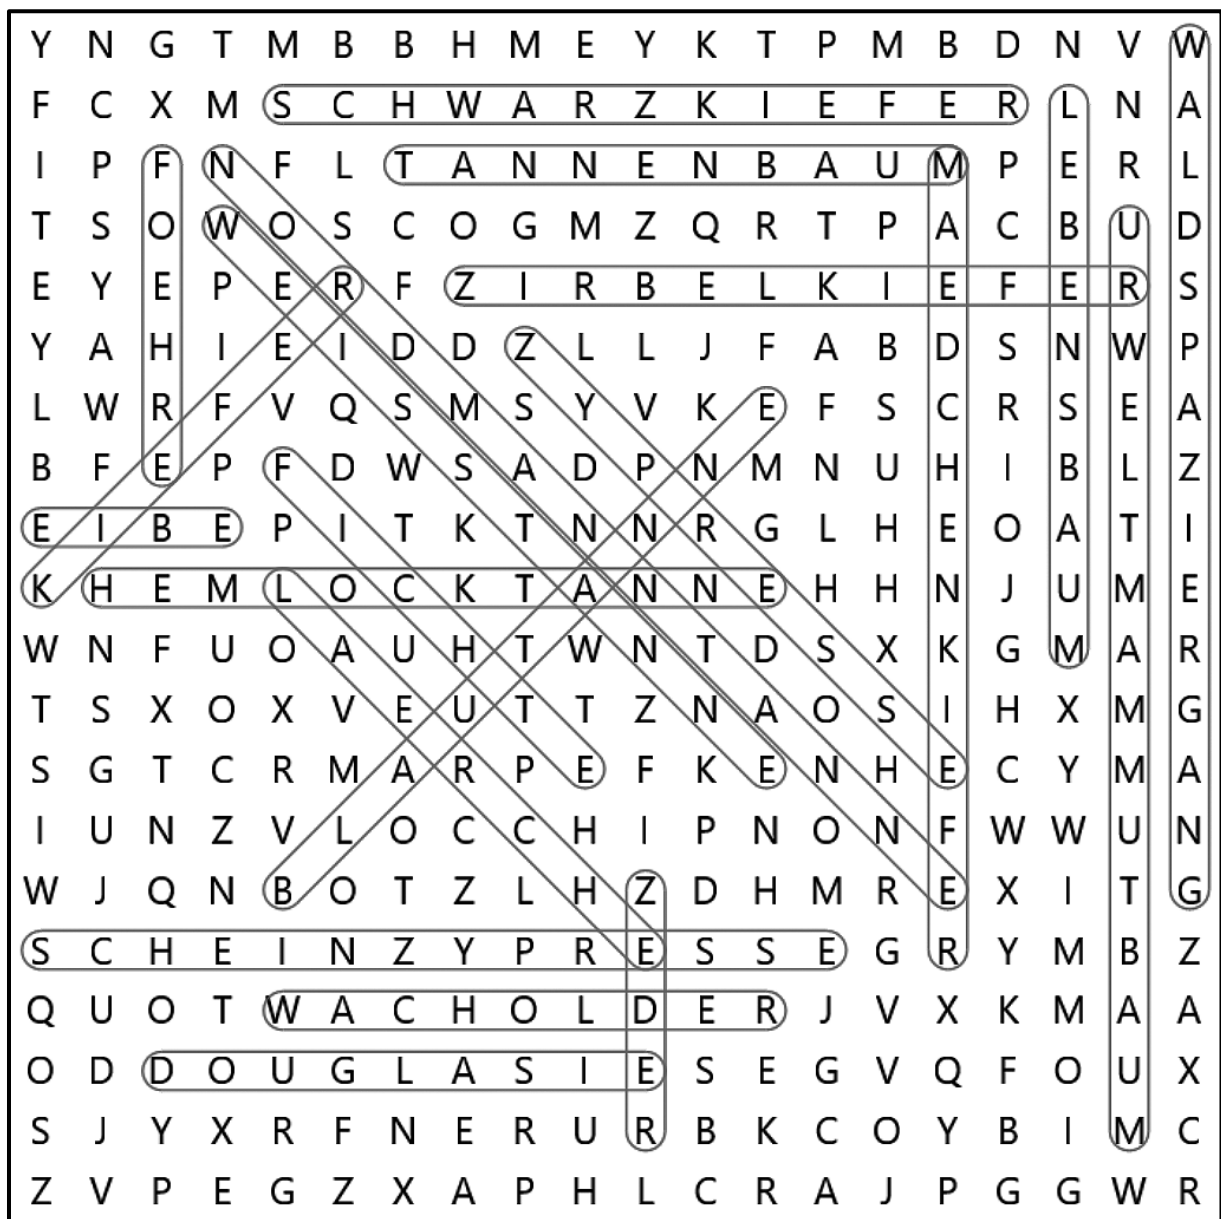 Y N G T M B B H M E Y K T P M B D N V W
F C X M S C H W A R Z K I E F E R L N A
I P F N F L T A N N E N B A U M P E R L
T S O W O S C O G M Z Q R T P A C B U D
E Y E P E R F Z I R B E L K I E F E R S
Y A H I E I D D Z L L J F A B D S N W P
L W R F V Q S M S Y V K E F S C R S E A
B F E P F D W S A D P N M N U H I B L Z
E I B E P I T K T N N R G L H E O A T I
K H E M L O C K T A N N E H H N J U M E
W N F U O A U H T W N T D S X K G M A R
T S X O X V E U T T Z N A O S I H X M G
S G T C R M A R P E F K E N H E C Y M A
I U N Z V L O C C H I P N O N F W W U N
W J Q N B O T Z L H Z D H M R E X I T G
S C H E I N Z Y P R E S S E G R Y M B Z
Q U O T W A C H O L D E R J V X K M A A
O D D O U G L A S I E S E G V Q F O U X
S J Y X R F N E R U R B K C O Y B I M C
Z V P E G Z X A P H L C R A J P G G W R